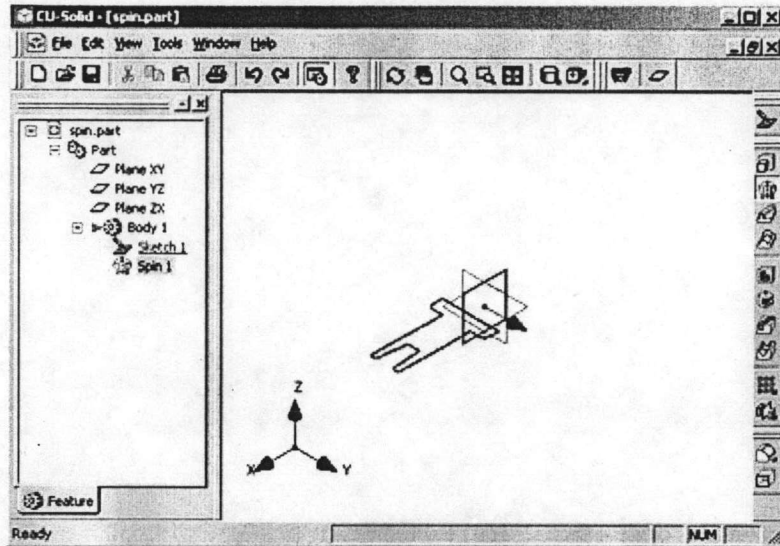 CU-Solid - [spin.part]
File Edit View Tools Window Help
spin.part
Part
Plane XY
Plane YZ
Plane ZX
Body 1
Sketch 1
Spin 1
Z
X
Y
Feature
Ready
NUM